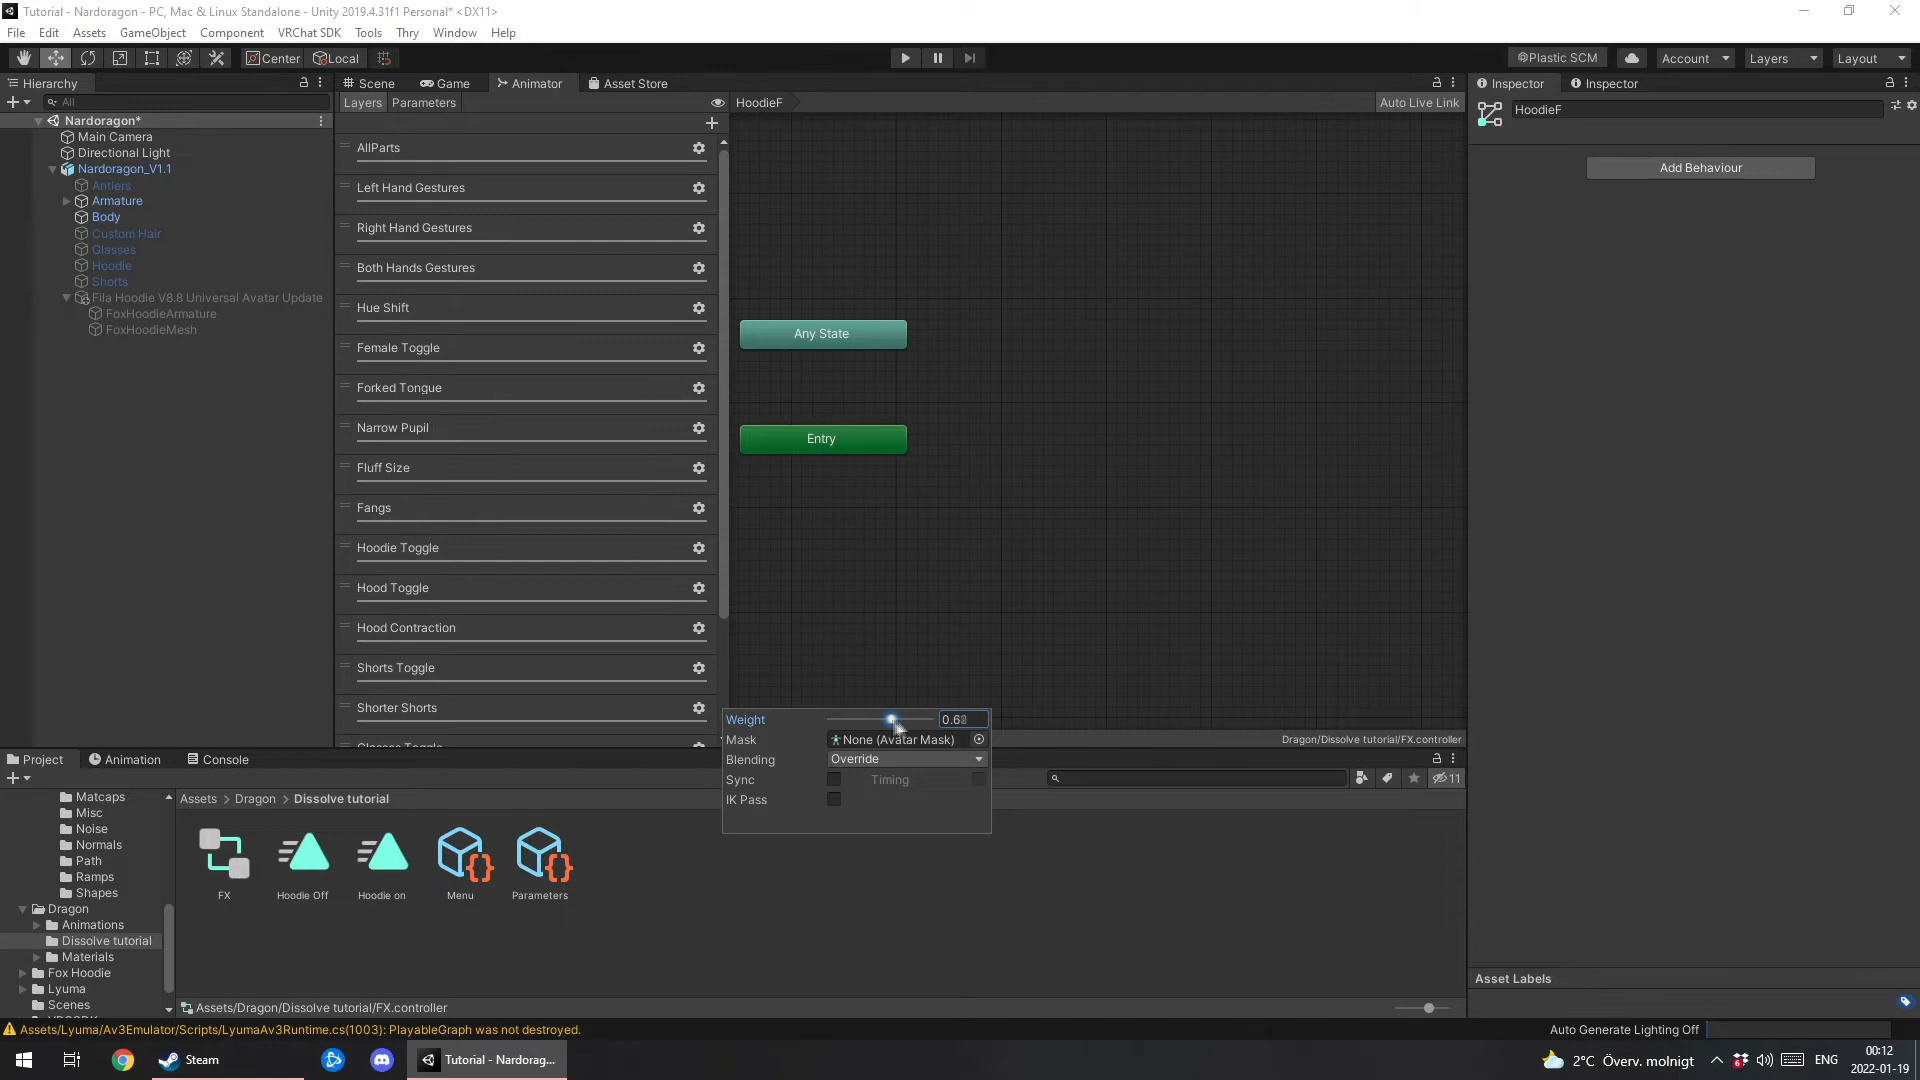 Tutorial - Nardoragon - PC, Mac & Linux Standalone - Unity 2019.4.31f1 Personal* <DX11>
File Edit Assets GameObject Component VRChat SDK Tools Thry Window Help
Center Local Plastic SCM Account Layers Layout
Hierarchy
All
Nardoragon*
Main Camera
Directional Light
Nardoragon_V1.1
Antlers
Armature
Body
Custom Hair
Glasses
Hoodie
Shorts
Fila Hoodie V8.8 Universal Avatar Update
FoxHoodieArmature
FoxHoodieMesh
Scene Game Animator Asset Store
Layers Parameters
HoodieF
Auto Live Link
AllParts
Left Hand Gestures
Right Hand Gestures
Both Hands Gestures
Hue Shift
Female Toggle
Forked Tongue
Narrow Pupil
Fluff Size
Fangs
Hoodie Toggle
Hood Toggle
Hood Contraction
Shorts Toggle
Shorter Shorts
Any State
Entry
Dragon/Dissolve tutorial/FX.controller
Weight
Mask None (Avatar Mask)
Blending Override
Sync Timing
IK Pass
Inspector Inspector
HoodieF
Add Behaviour
Asset Labels
Project Animation Console
11
Matcaps
Misc
Noise
Normals
Path
Ramps
Shapes
Dragon
Animations
Dissolve tutorial
Materials
Fox Hoodie
Lyuma
Scenes
Assets > Dragon > Dissolve tutorial
FX Hoodie Off Hoodie on Menu Parameters
Assets/Dragon/Dissolve tutorial/FX.controller
Assets/Lyuma/Av3Emulator/Scripts/LyumaAv3Runtime.cs(1003): PlayableGraph was not destroyed.
Auto Generate Lighting Off
Steam
Tutorial - Nardorag...
2°C Överv. molnigt
ENG
00:12
2022-01-19